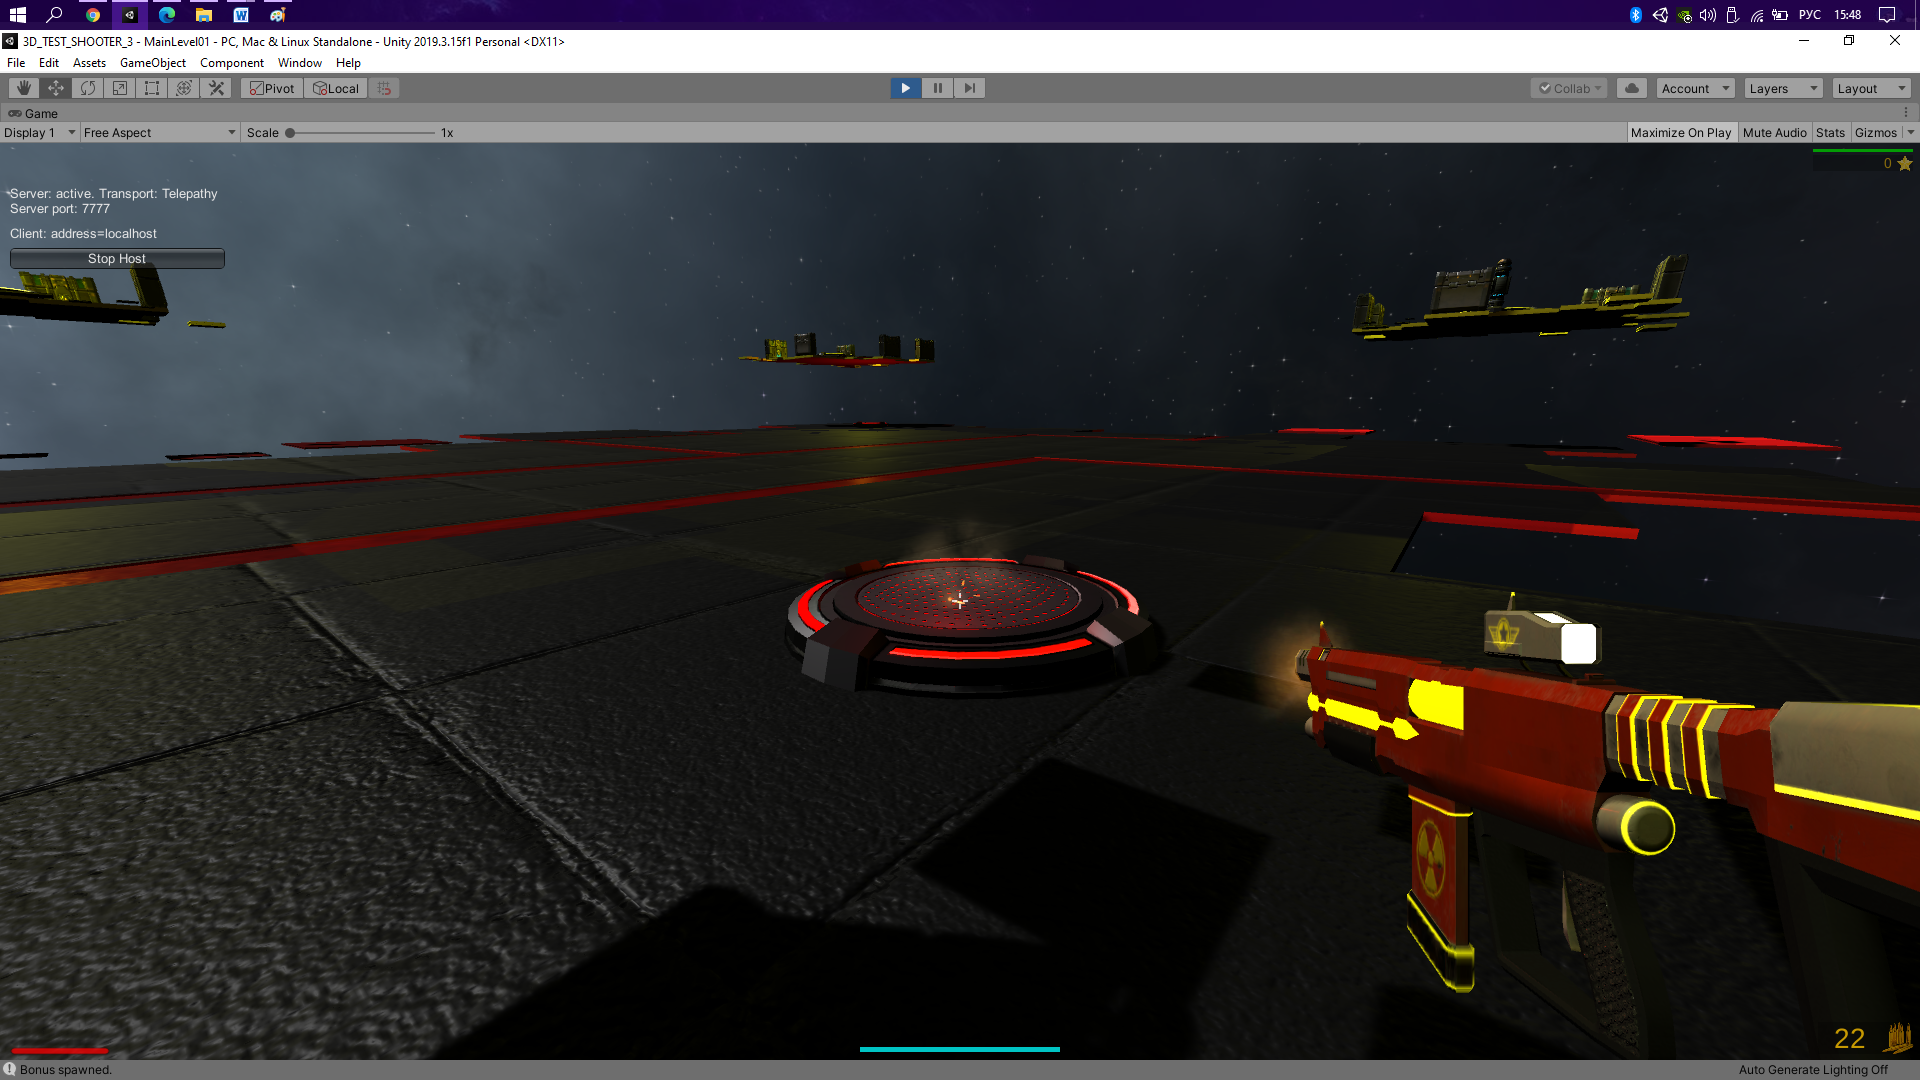 РУС 15:48
3D_TEST_SHOOTER_3 - MainLevel01 - PC, Mac & Linux Standalone - Unity 2019.3.15f1 Personal <DX11>
File Edit Assets GameObject Component Window Help
Pivot Local Collab Account Layers Layout
Game
Display 1 Free Aspect Scale 1x Maximize On Play Mute Audio Stats Gizmos
0
Server: active. Transport: Telepathy
Server port: 7777
Client: address=localhost
Stop Host
22
Bonus spawned. Auto Generate Lighting Off